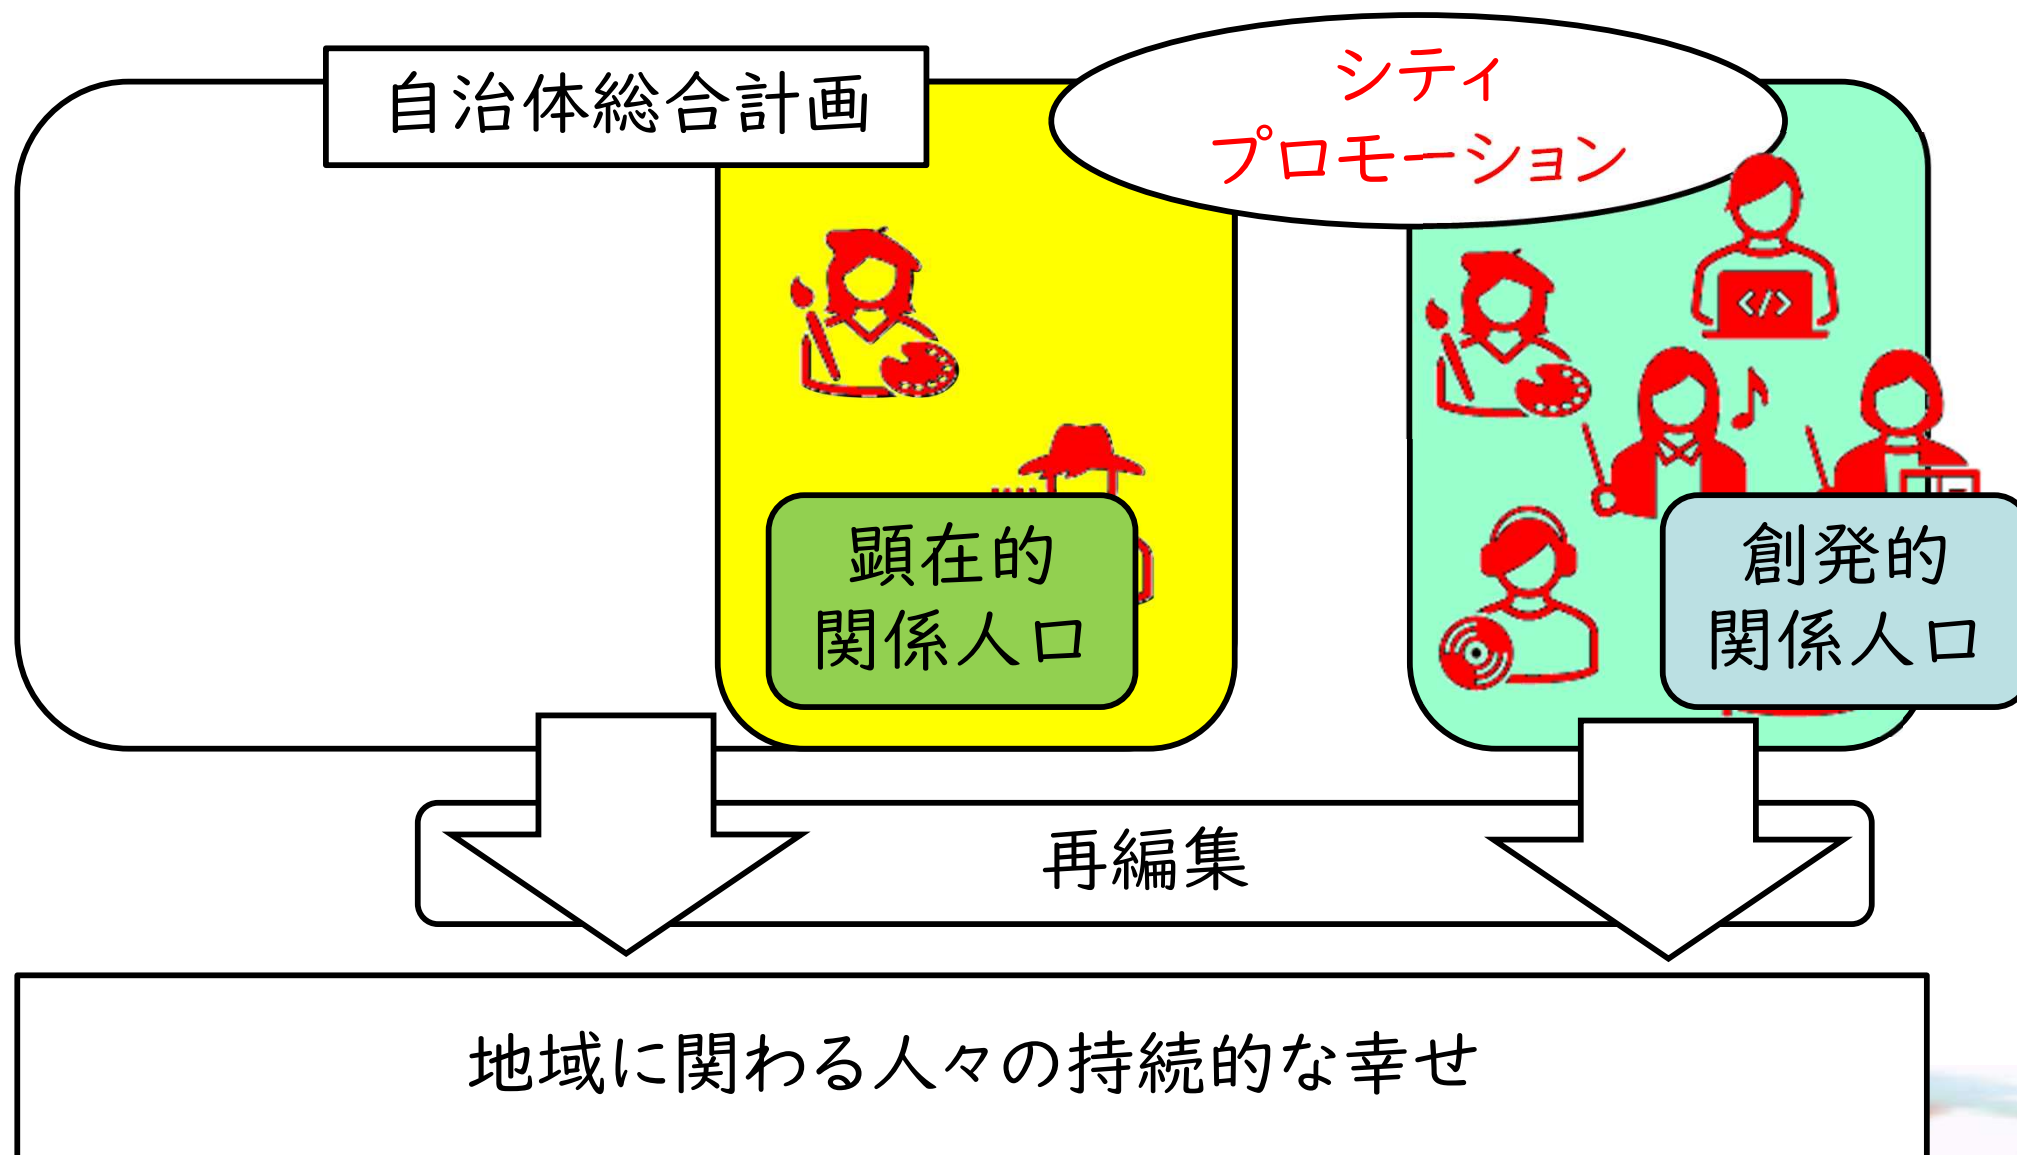 自治体総合計画
シティ
プロモーション
</>
顕在的
関係人口
創発的
関係人口
再編集
地域に関わる人々の持続的な幸せ